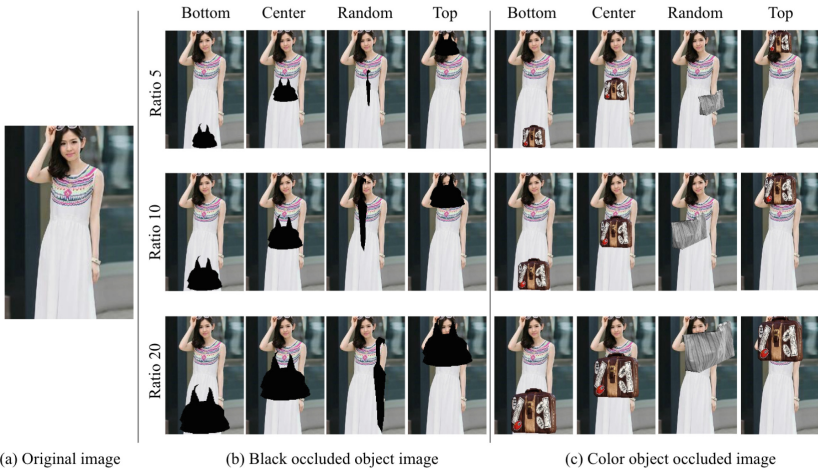 Bottom Center Random Top Bottom Center Random Top
Ratio 5
Ratio 10
Ratio 20
(a) Original image (b) Black occluded object image (c) Color object occluded image